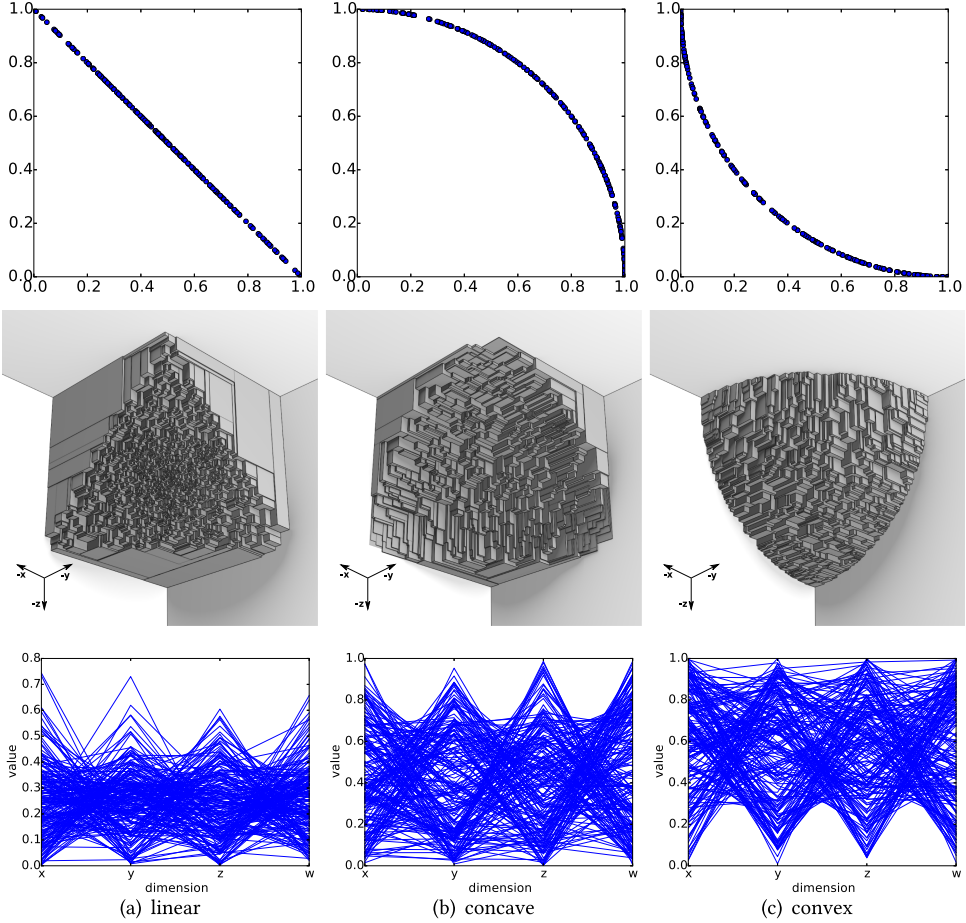 1.0 1.0 1.0
0.8 0.8 0.8
0.6 0.6 0.6
0.4 0.4 0.4
0.2 0.2 0.2
0.0 0.0 0.0
0.0 0.2 0.4 0.6 0.8 1.0 0.0 0.2 0.4 0.6 0.8 1.0 0.0 0.2 0.4 0.6 0.8 1.0
-x -y -x -y -x -y
-z -z -z
0.8 1.0 1.0
0.7
0.6 0.8 0.8
0.5
0.6 0.6
value value value
0.4
0.3 0.4 0.4
0.2
0.2 0.2
0.1
0.0 0.0 0.0
x y z w x y z w x y z w
dimension dimension dimension
(a) linear (b) concave (c) convex